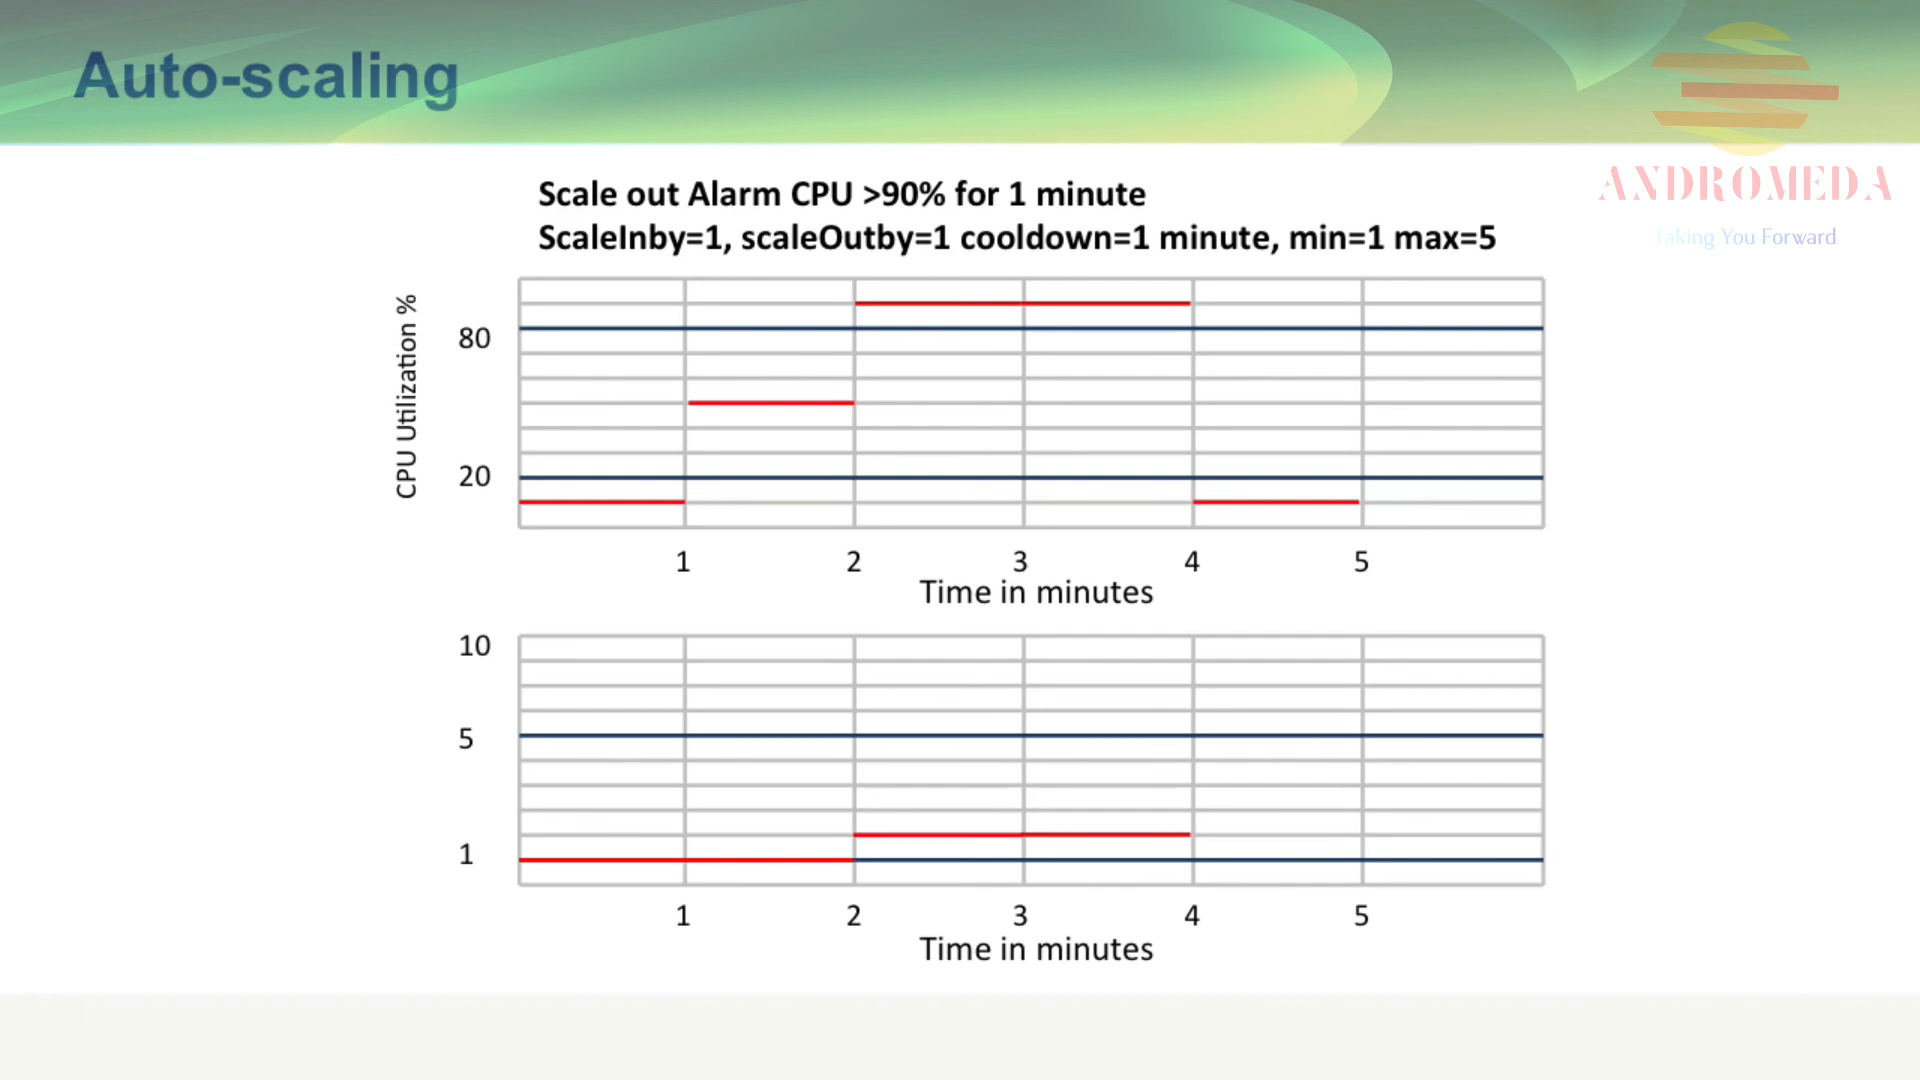 Auto-scaling
ANDROMEDA
Taking You Forward
Scale out Alarm CPU >90% for 1 minute
ScaleInby=1, scaleOutby=1 cooldown=1 minute, min=1 max=5
CPU Utilization %
80
20
1 2 3 4 5
Time in minutes
10
5
1
1 2 3 4 5
Time in minutes